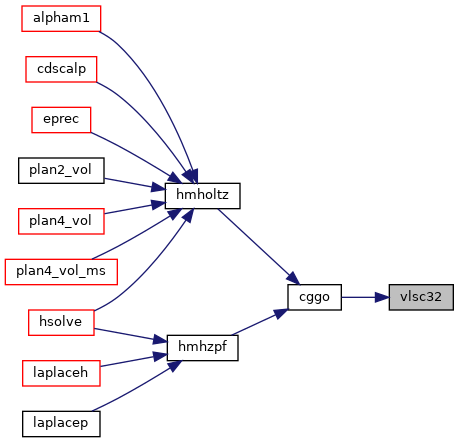 alpham1
cdscalp
eprec
plan2_vol
plan4_vol
plan4_vol_ms
hsolve
laplaceh
laplacep
hmholtz
hmhzpf
cggo
vlsc32